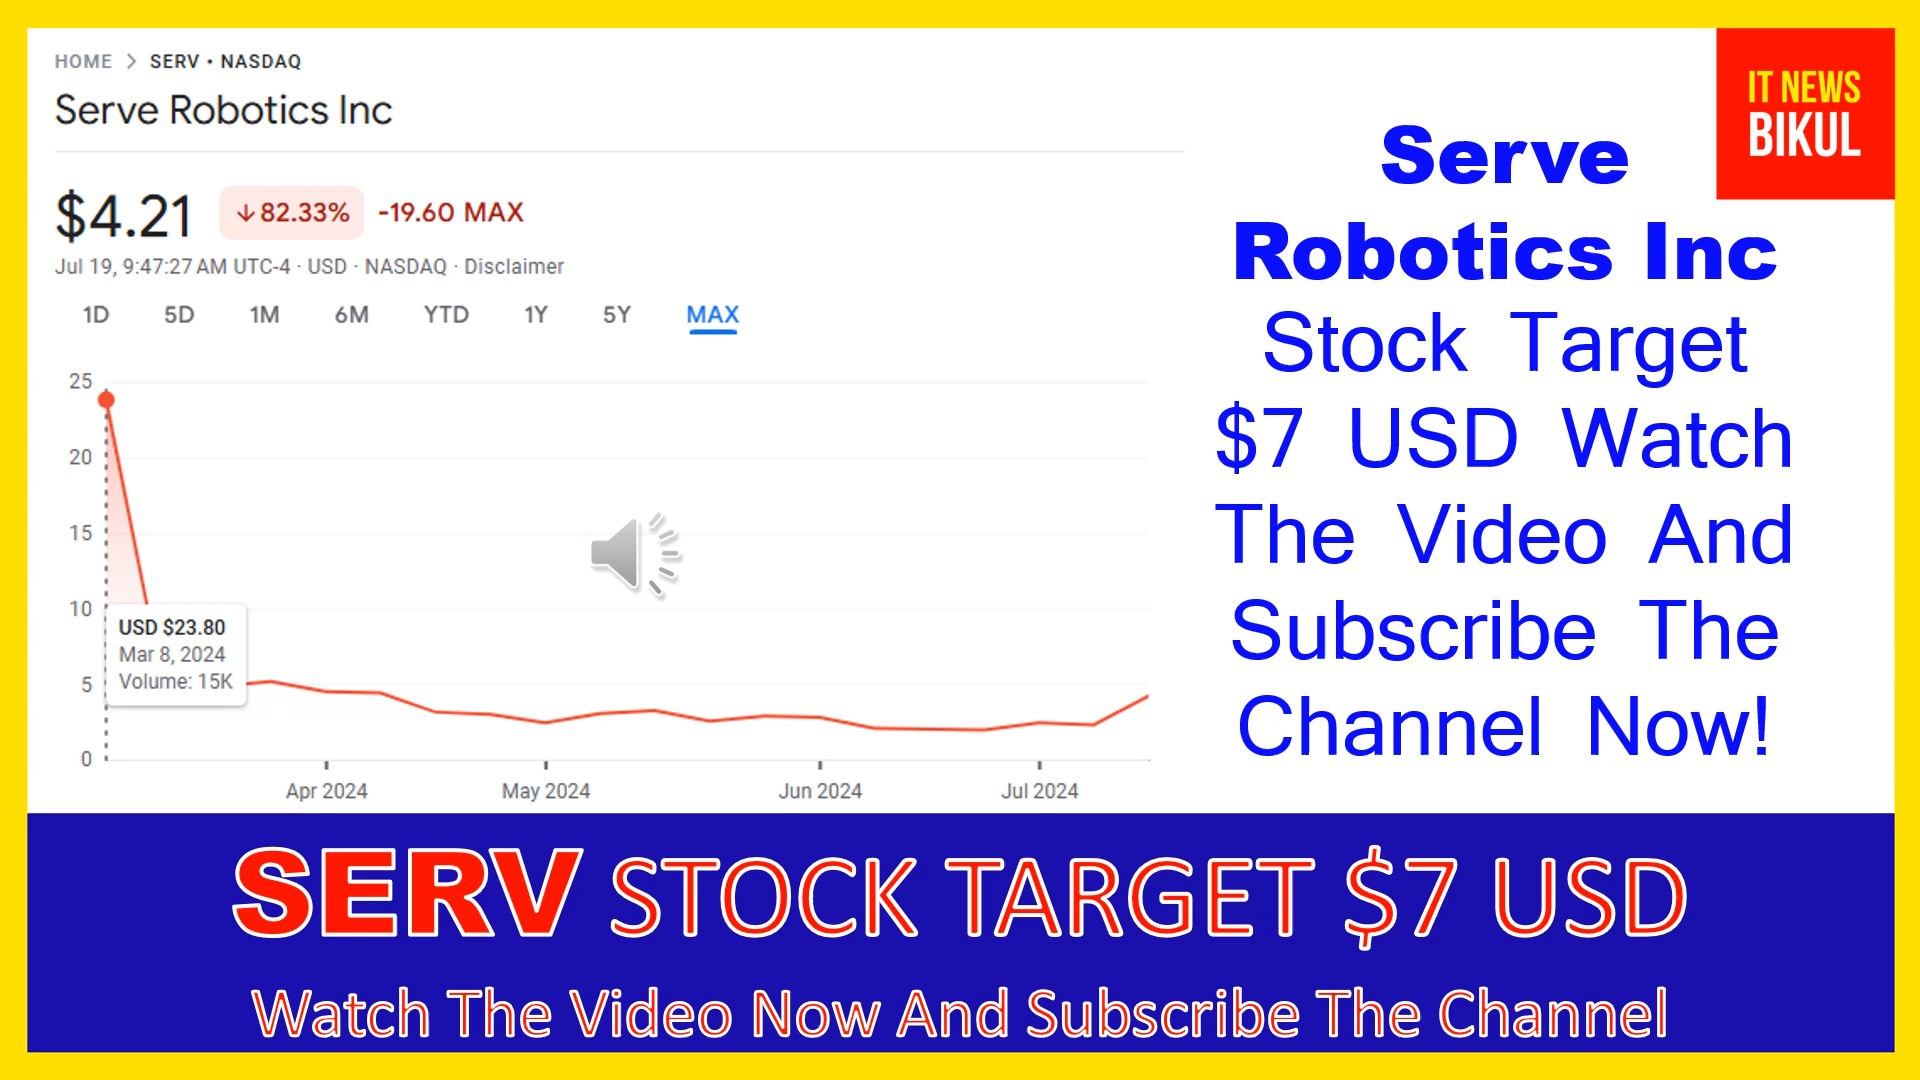 HOME > SERV • NASDAQ
Serve Robotics Inc
$4.21 ↓82.33% -19.60 MAX
Jul 19, 9:47:27 AM UTC-4 · USD · NASDAQ · Disclaimer
1D 5D 1M 6M YTD 1Y 5Y MAX
25
20
15
10
5
0
USD $23.80
Mar 8, 2024
Volume: 15K
Apr 2024 May 2024 Jun 2024 Jul 2024
IT NEWS
BIKUL
Serve
Robotics Inc
Stock Target
$7 USD Watch
The Video And
Subscribe The
Channel Now!
SERV STOCK TARGET $7 USD
Watch The Video Now And Subscribe The Channel